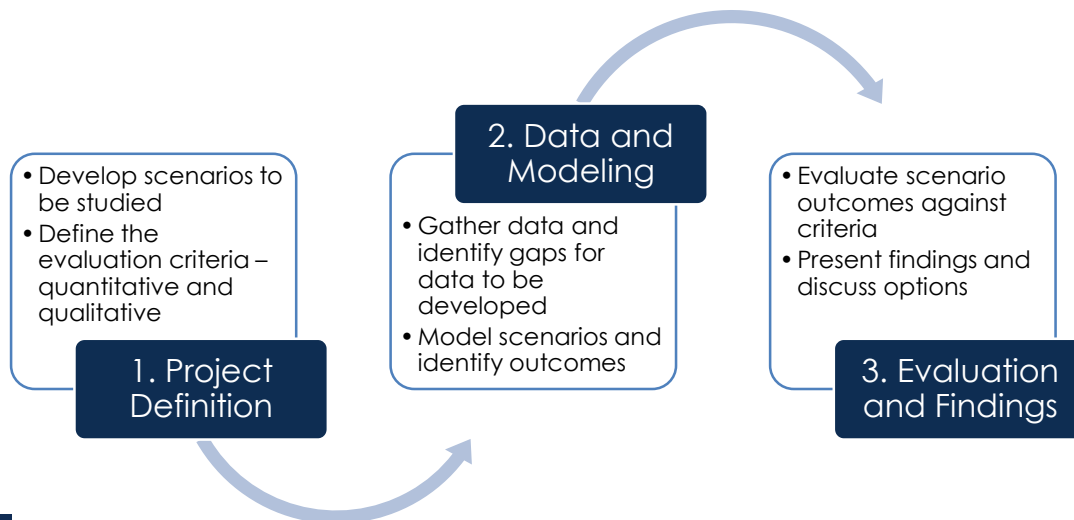 • Develop scenarios to
be studied
• Define the
evaluation criteria –
quantitative and
qualitative
1. Project
Definition
2. Data and
Modeling
• Gather data and
identify gaps for
data to be
developed
• Model scenarios and
identify outcomes
• Evaluate scenario
outcomes against
criteria
• Present findings and
discuss options
3. Evaluation
and Findings